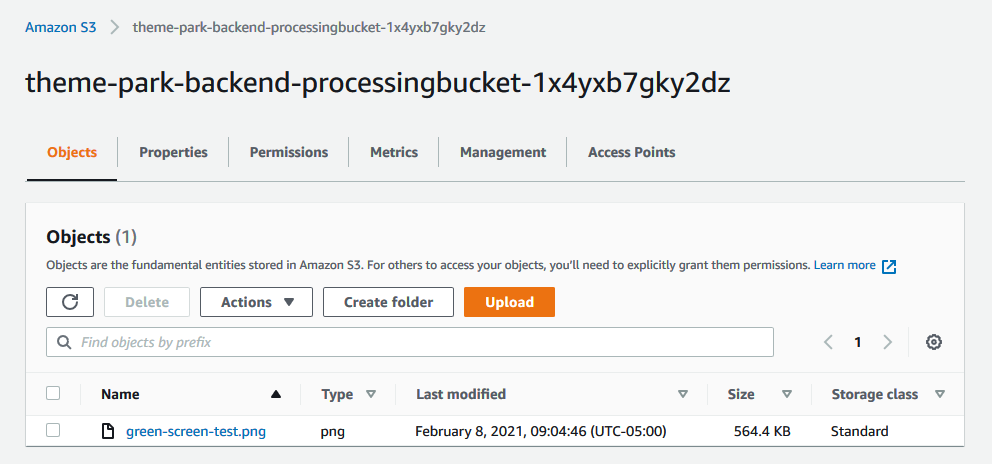 Amazon S3 > theme-park-backend-processingbucket-1x4yxb7gky2dz
theme-park-backend-processingbucket-1x4yxb7gky2dz
Objects Properties Permissions Metrics Management Access Points
Objects (1)
Objects are the fundamental entities stored in Amazon S3. For others to access your objects, you'll need to explicitly grant them permissions. Learn more
Delete Actions Create folder Upload
Find objects by prefix 1
Name Type Last modified Size Storage class
green-screen-test.png png February 8, 2021, 09:04:46 (UTC-05:00) 564.4 KB Standard